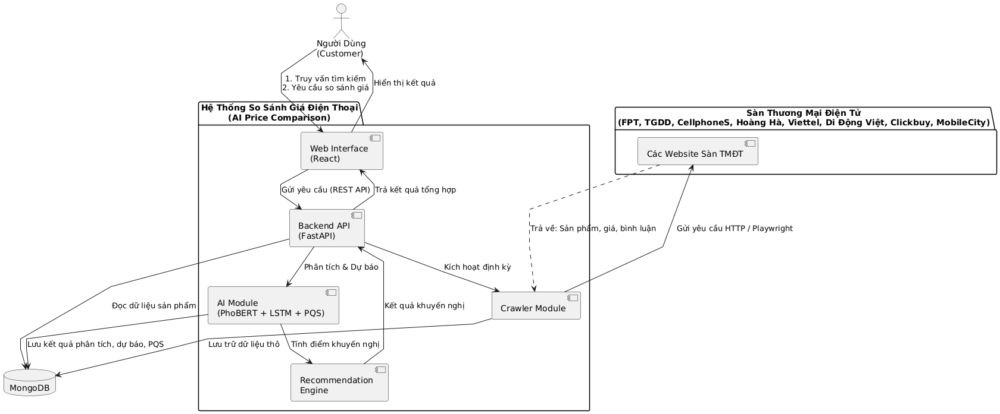 Người Dùng
(Customer)
1. Truy vấn tìm kiếm
2. Yêu cầu so sánh giá
Hiển thị kết quả
Hệ Thống So Sánh Giá Điện Thoại
(AI Price Comparison)
Sàn Thương Mại Điện Tử
(FPT, TGDD, CellphoneS, Hoàng Hà, Viettel, Di Động Việt, Clickbuy, MobileCity)
Web Interface
(React)
Các Website Sàn TMĐT
Gửi yêu cầu (REST API)
Trả kết quả tổng hợp
Backend API
(FastAPI)
Trả về: Sản phẩm, giá, bình luận
Gửi yêu cầu HTTP / Playwright
Phân tích & Dự báo
Kích hoạt định kỳ
AI Module
(PhoBERT + LSTM + PQS)
Đọc dữ liệu sản phẩm
Kết quả khuyến nghị
Crawler Module
Lưu kết quả phân tích, dự báo, PQS
Lưu trữ dữ liệu thô
Tính điểm khuyến nghị
MongoDB
Recommendation
Engine